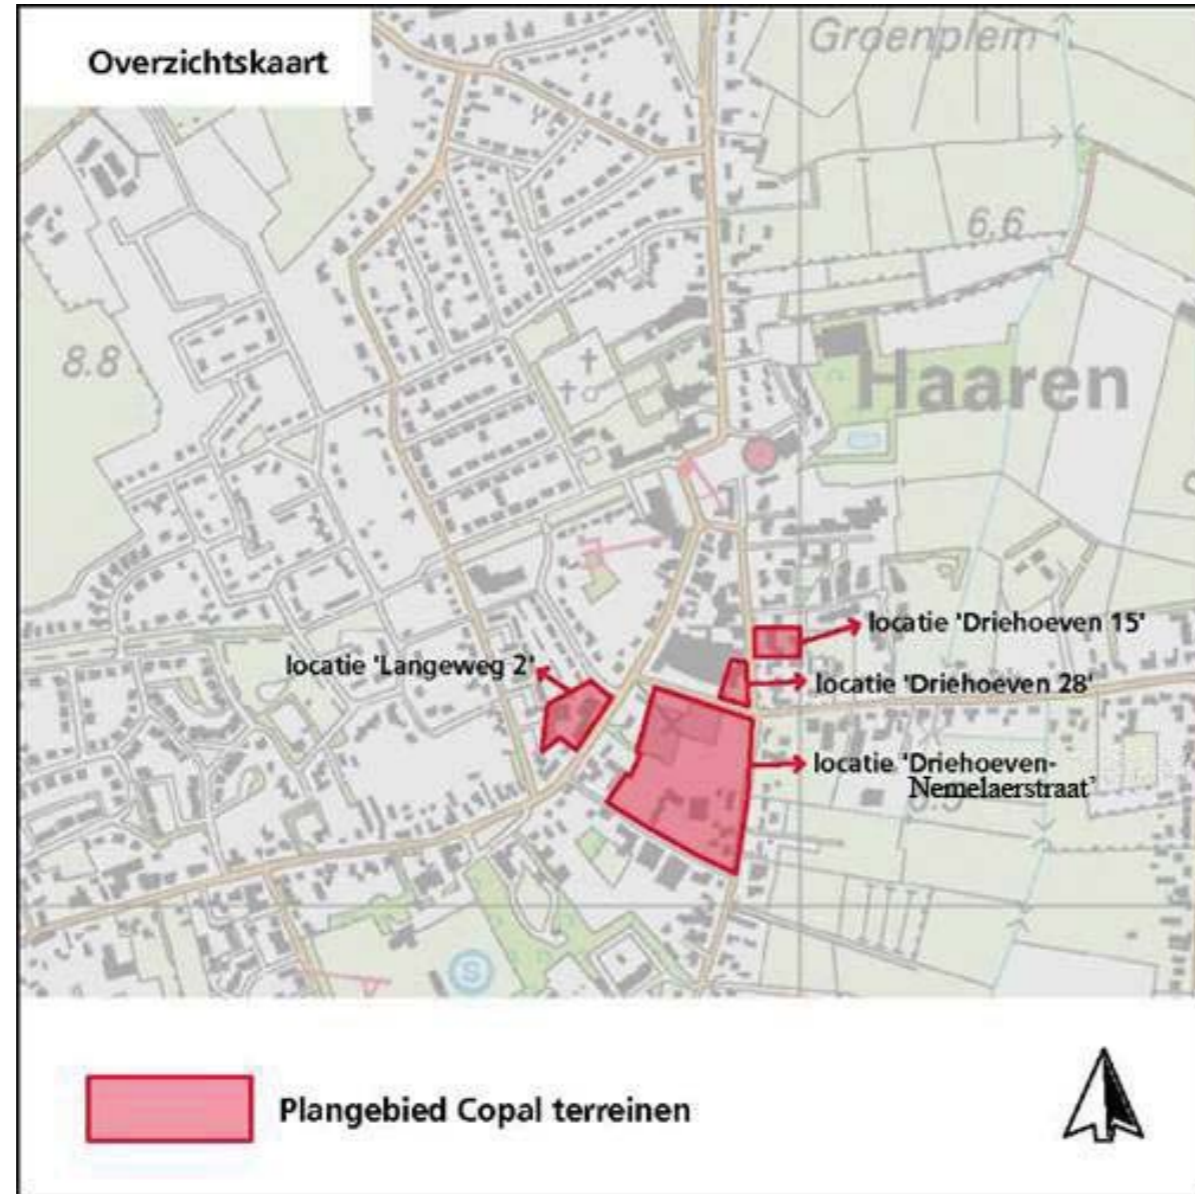 Overzichtskaart
Groenplem
6.6
8.8
Haaren
locatie 'Driehoeven 15'
locatie 'Langeweg 2'
locatie 'Driehoeven 28'
locatie 'Driehoeven-
Nemelaerstraat'
S
Plangebied Copal terreinen